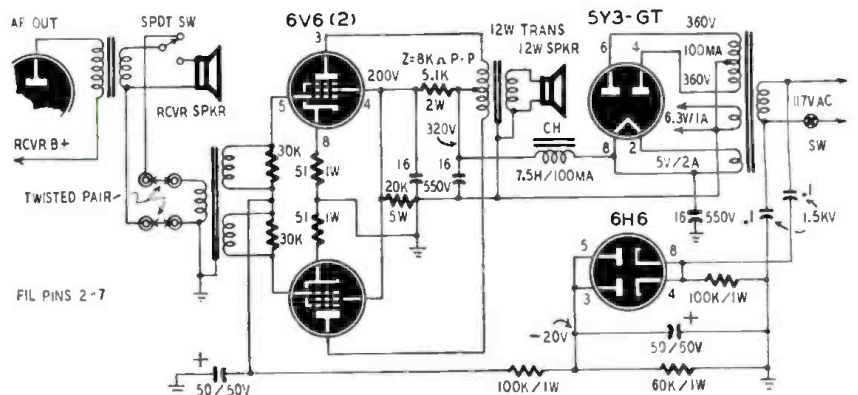 AF OUT
SPDT SW
6V6 (2)
12W TRANS
12W SPKR
5Y3-GT
360V
100MA
360V
3
Z=8KΩ P-P
5.1K
2W
200V
6
4
5
4
6.3V/1A
117VAC
RCVR SPKR
RCVR B+
320V
CH
SW
30K
8
51
1W
16
550V
16
550V
7.5H/100MA
8
2
5V/2A
.1
.1
1.5KV
TWISTED PAIR
20K
5W
16
550V
51
1W
30K
6H6
5
8
3
4
100K/1W
FIL PINS 2-7
-20V
+
50/50V
+
50/50V
100K/1W
60K/1W